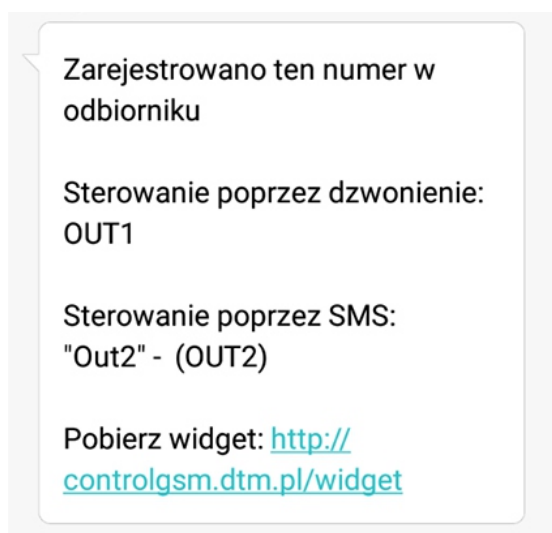 Zarejestrowano ten numer w
odbiorniku
Sterowanie poprzez dzwonienie:
OUT1
Sterowanie poprzez SMS:
"Out2" - (OUT2)
Pobierz widget: http://
controlgsm.dtm.pl/widget